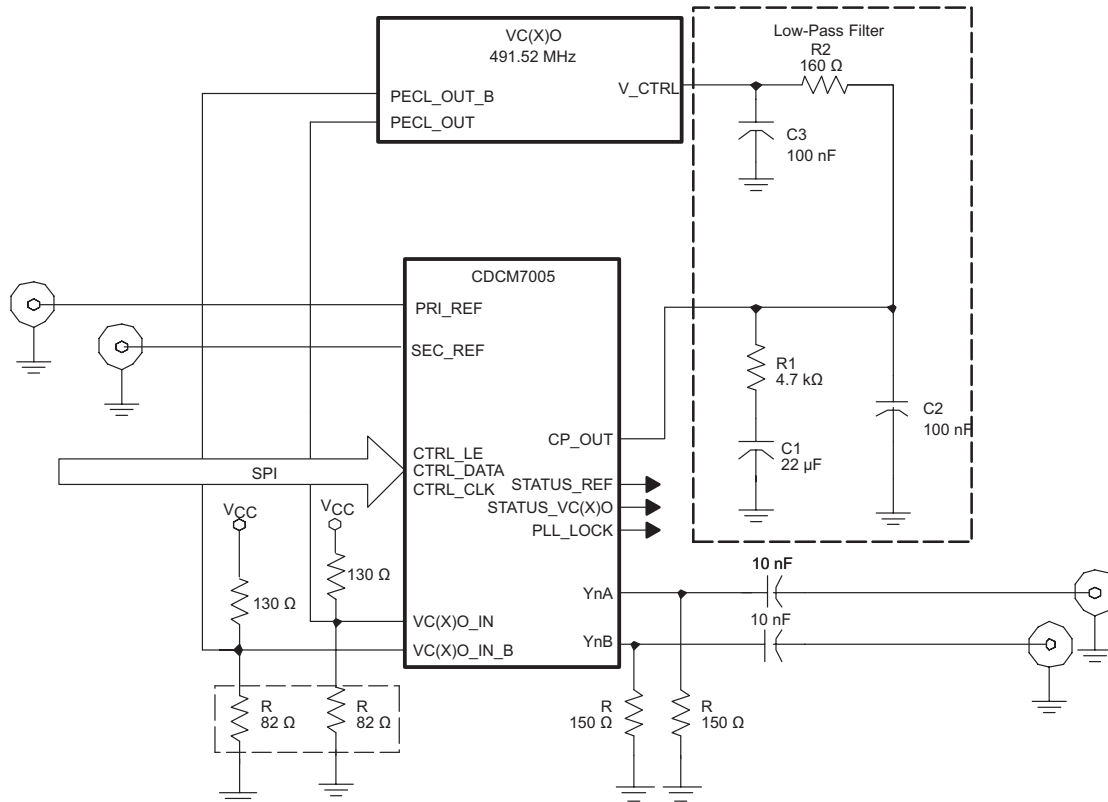 VC(X)O
491.52 MHz
PECL_OUT_B
PECL_OUT
V_CTRL
Low-Pass Filter
R2
160 Ω
C3
100 nF
CDCM7005
PRI_REF
SEC_REF
R1
4.7 kΩ
C2
100 nF
C1
22 µF
CP_OUT
CTRL_LE
CTRL_DATA
CTRL_CLK
SPI
STATUS_REF
STATUS_VC(X)O
PLL_LOCK
VCC
VCC
130 Ω
130 Ω
10 nF
YnA
10 nF
YnB
VC(X)O_IN
VC(X)O_IN_B
R
82 Ω
R
82 Ω
R
150 Ω
R
150 Ω